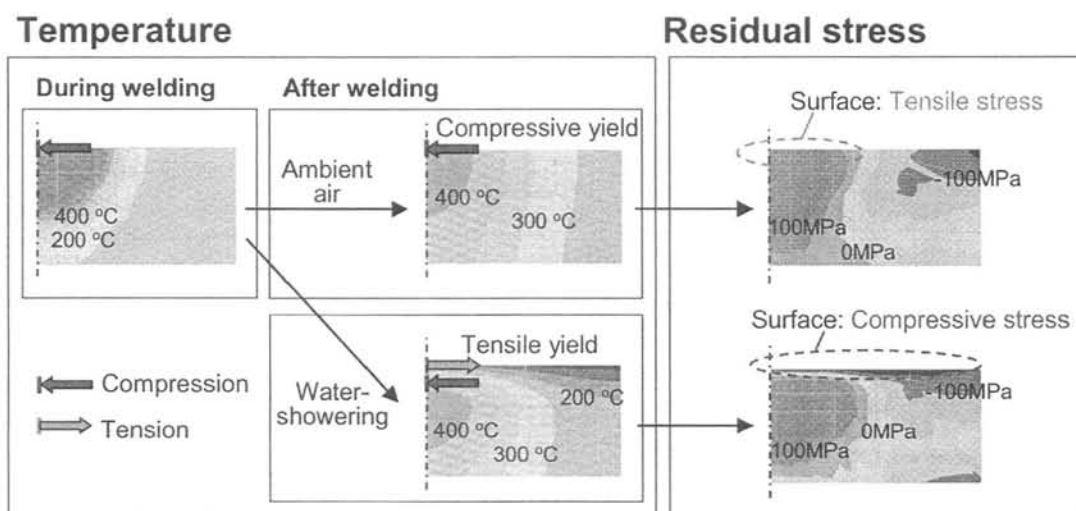 Temperature
Residual stress
During welding
After welding
400 °C
200 °C
Ambient
air
Compressive yield
400 °C
300 °C
Surface: Tensile stress
-100MPa
100MPa
0MPa
Compression
Tension
Water-
showering
Tensile yield
200 °C
400 °C
300 °C
Surface: Compressive stress
-100MPa
0MPa
100MPa